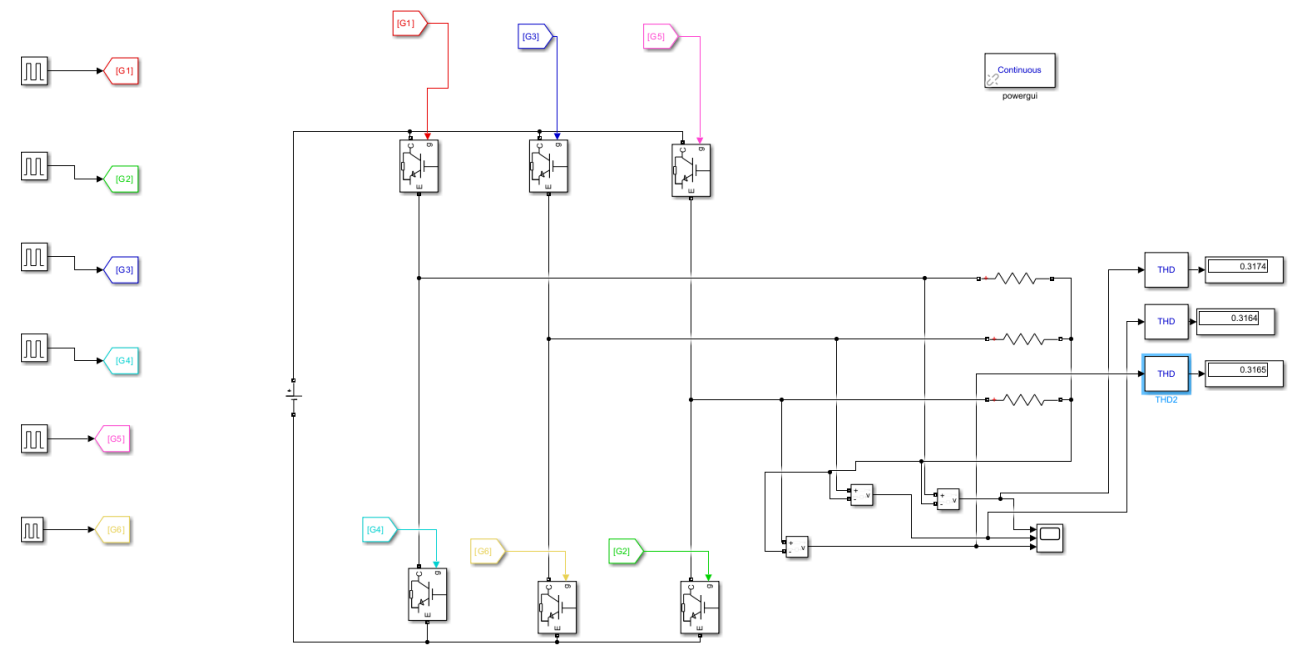 [G1]
[G3]
[G5]
[G1]
Continuous
powergui
[G2]
C
g
E
C
g
E
C
g
E
[G3]
THD
0.3174
THD
0.3164
[G4]
THD
0.3165
THD2
[G5]
+
-
v
+
-
v
[G6]
[G4]
[G6]
[G2]
+
-
v
C
g
E
C
g
E
C
g
E